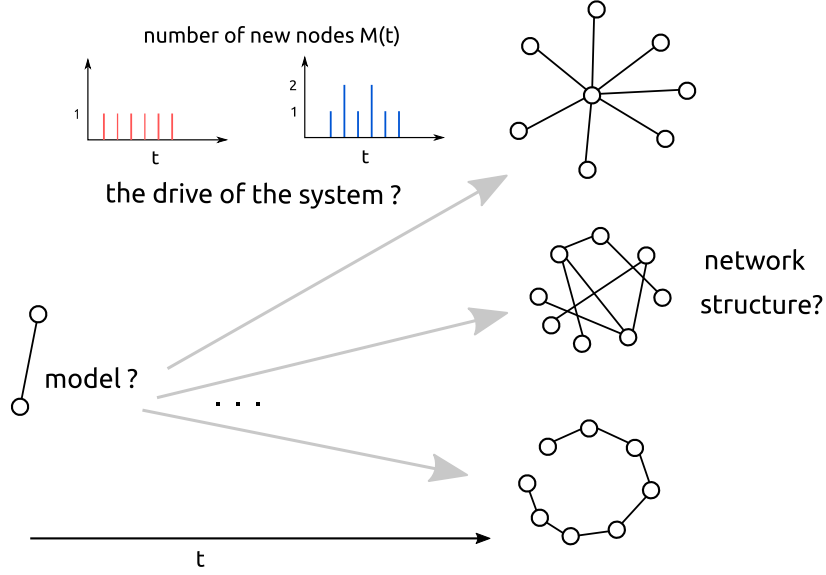 number of new nodes M(t)
1
t
2
1
t
the drive of the system ?
network
structure?
model ?
. . .
t